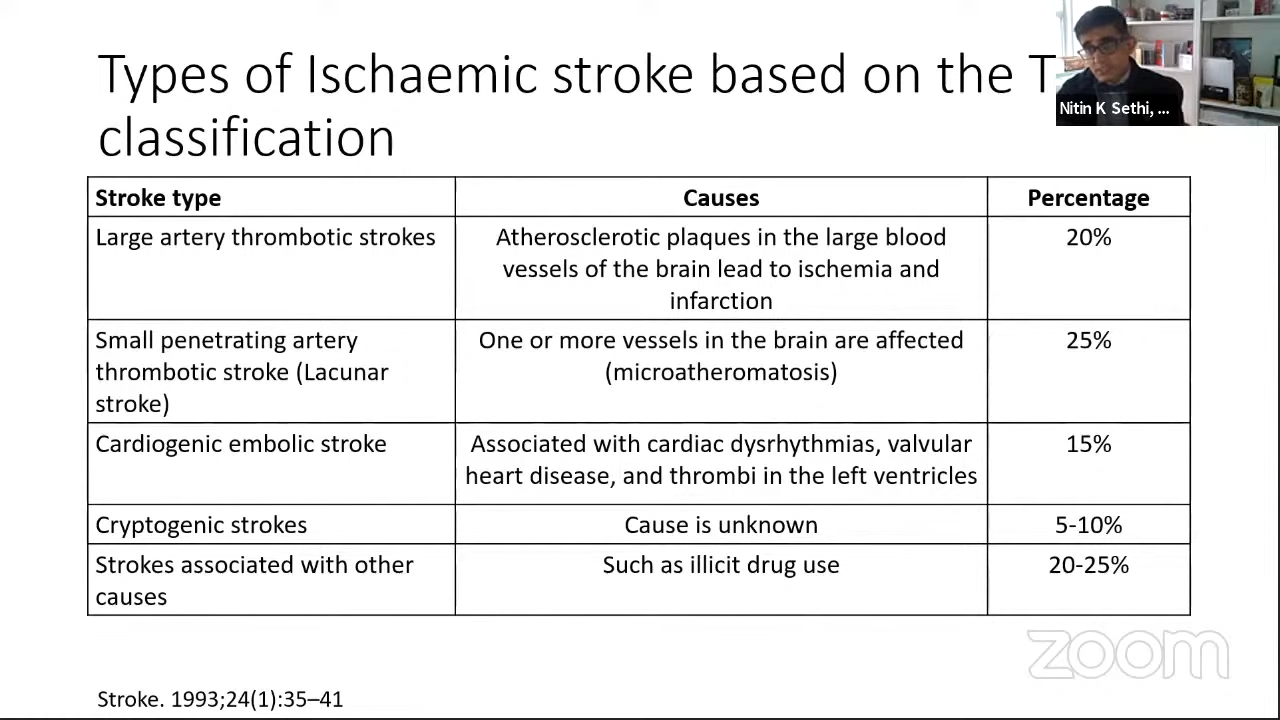 Types of Ischaemic stroke based on the T
classification
Nitin K Sethi, ...
Stroke type
Causes
Percentage
Large artery thrombotic strokes
Atherosclerotic plaques in the large blood
vessels of the brain lead to ischemia and
infarction
20%
Small penetrating artery
thrombotic stroke (Lacunar
stroke)
One or more vessels in the brain are affected
(microatheromatosis)
25%
Cardiogenic embolic stroke
Associated with cardiac dysrhythmias, valvular
heart disease, and thrombi in the left ventricles
15%
Cryptogenic strokes
Cause is unknown
5-10%
Strokes associated with other
causes
Such as illicit drug use
20-25%
zoom
Stroke. 1993;24(1):35–41